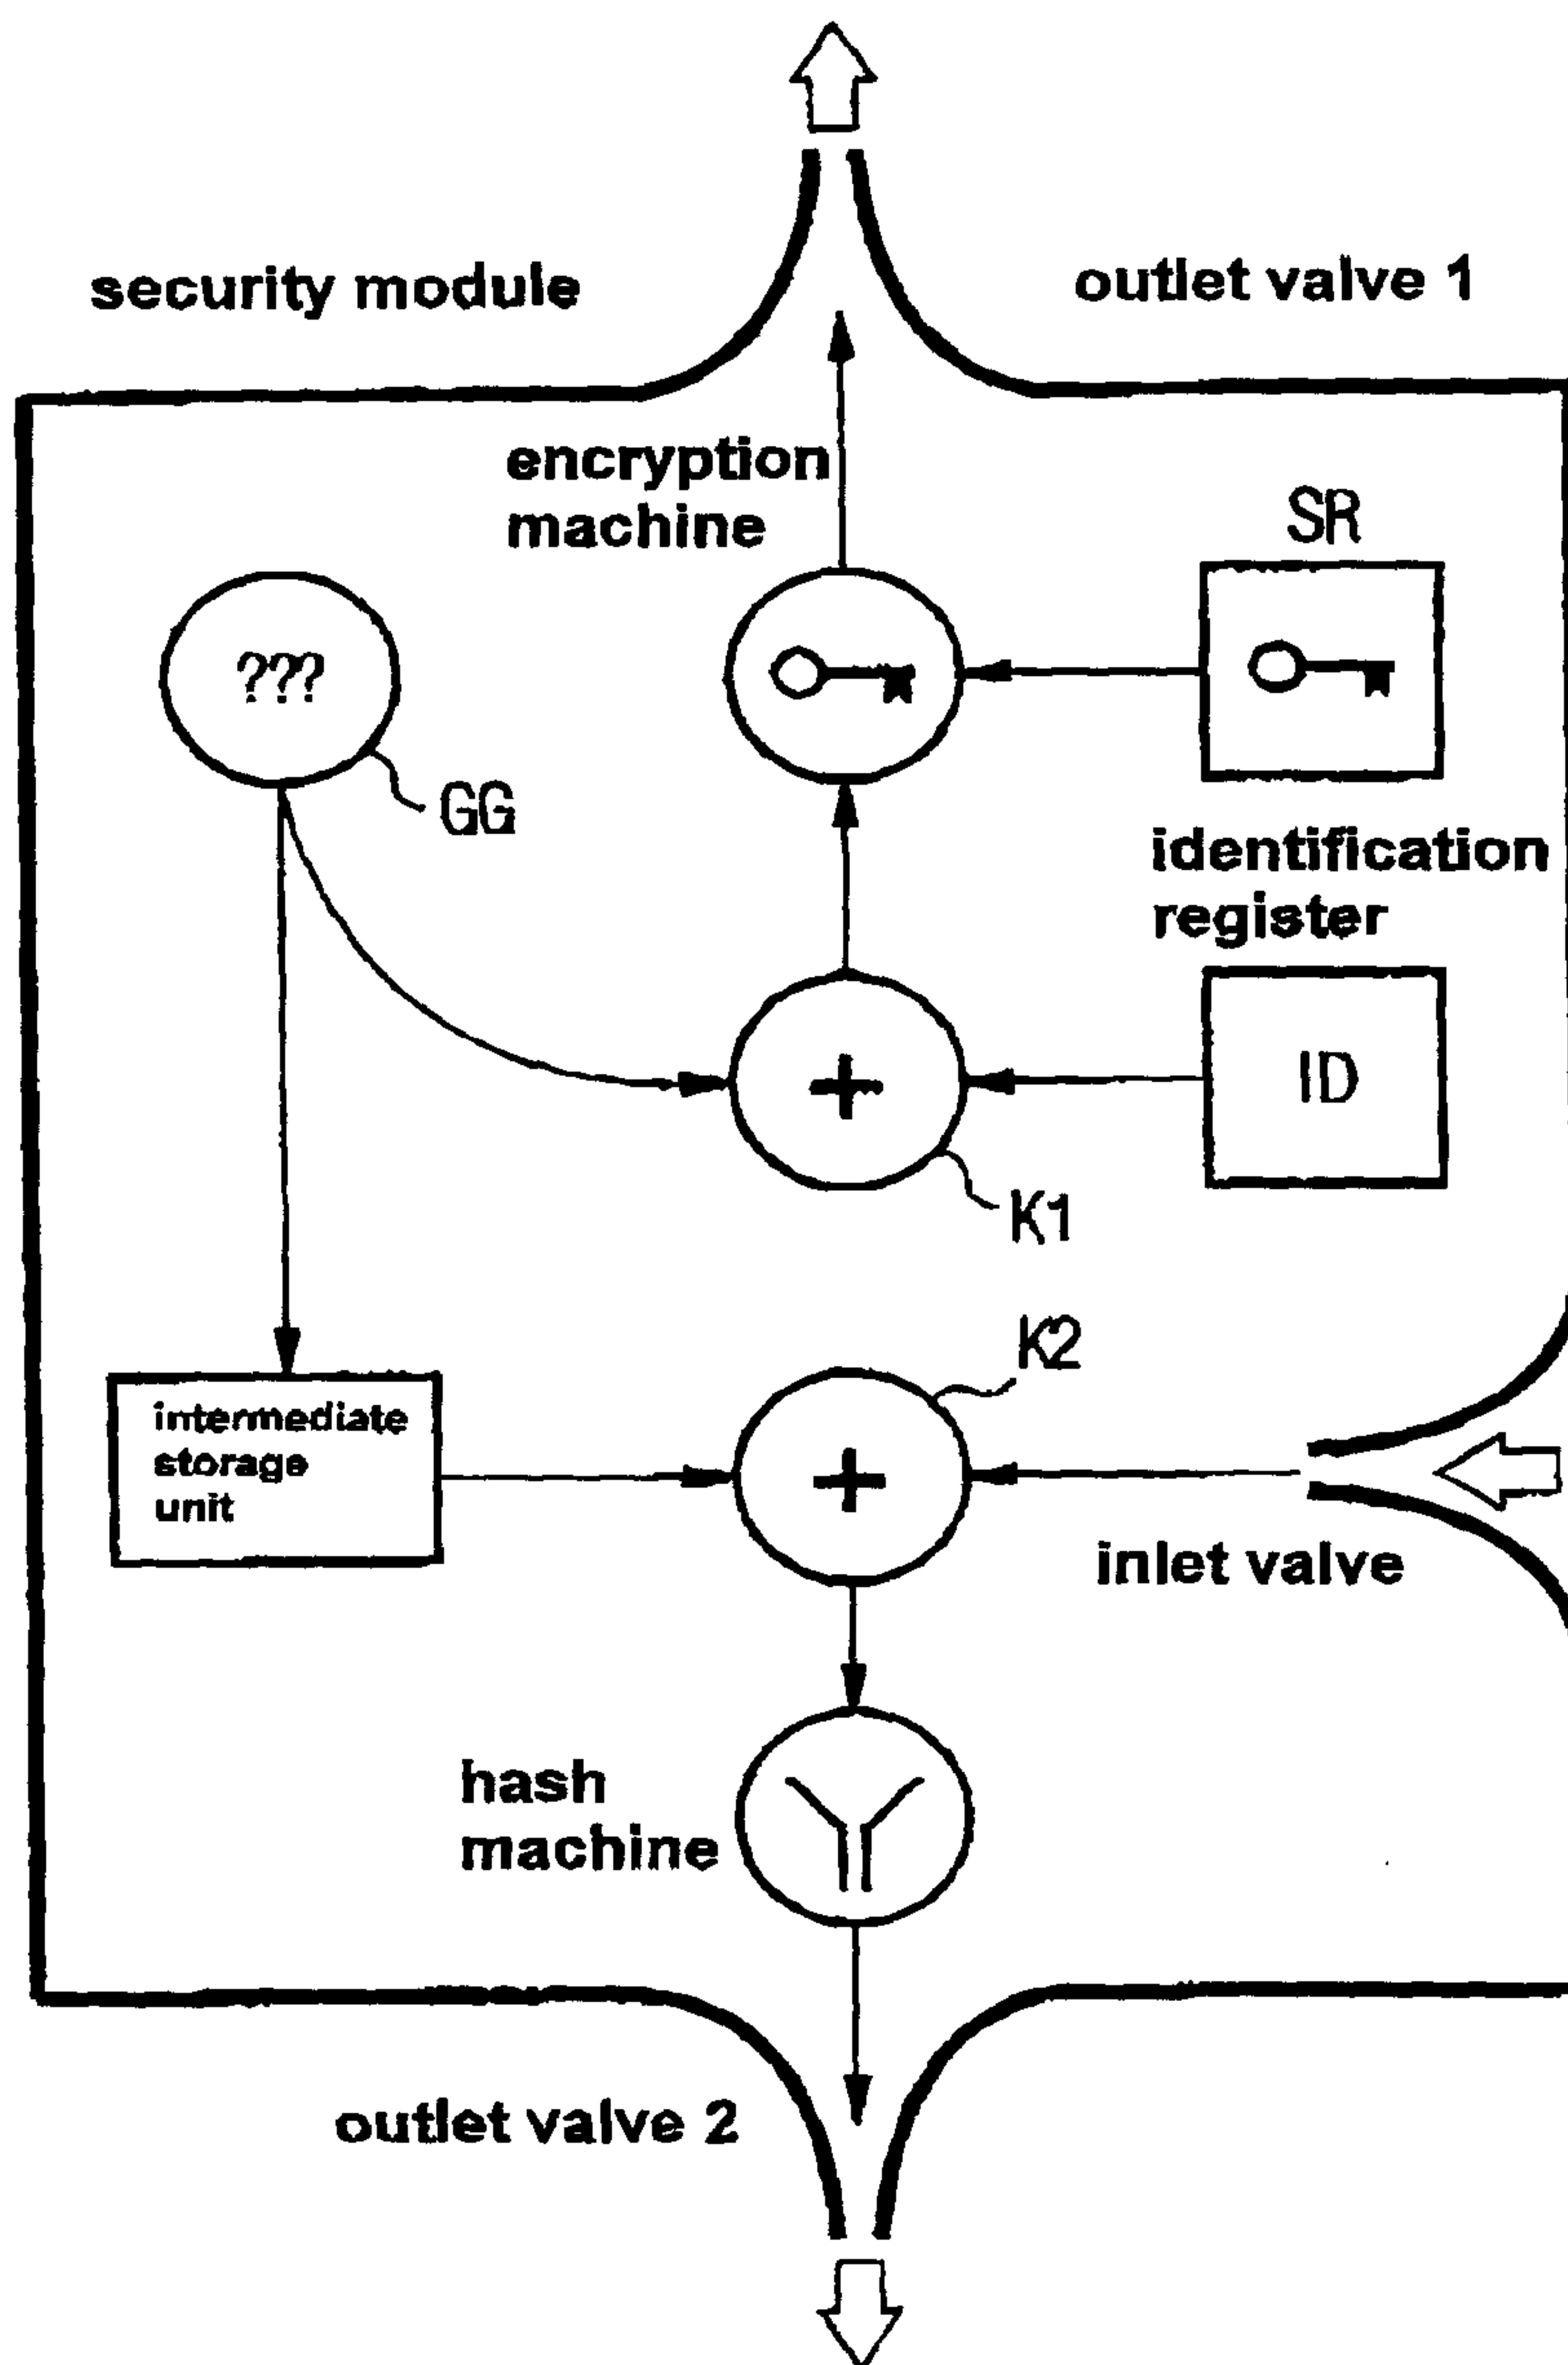 security module
outlet valve 1
encryption
machine
SR
???
GG
identification
register
ID
+
K1
K2
intermediate
storage
unit
+
inlet valve
hash
machine
outlet valve 2